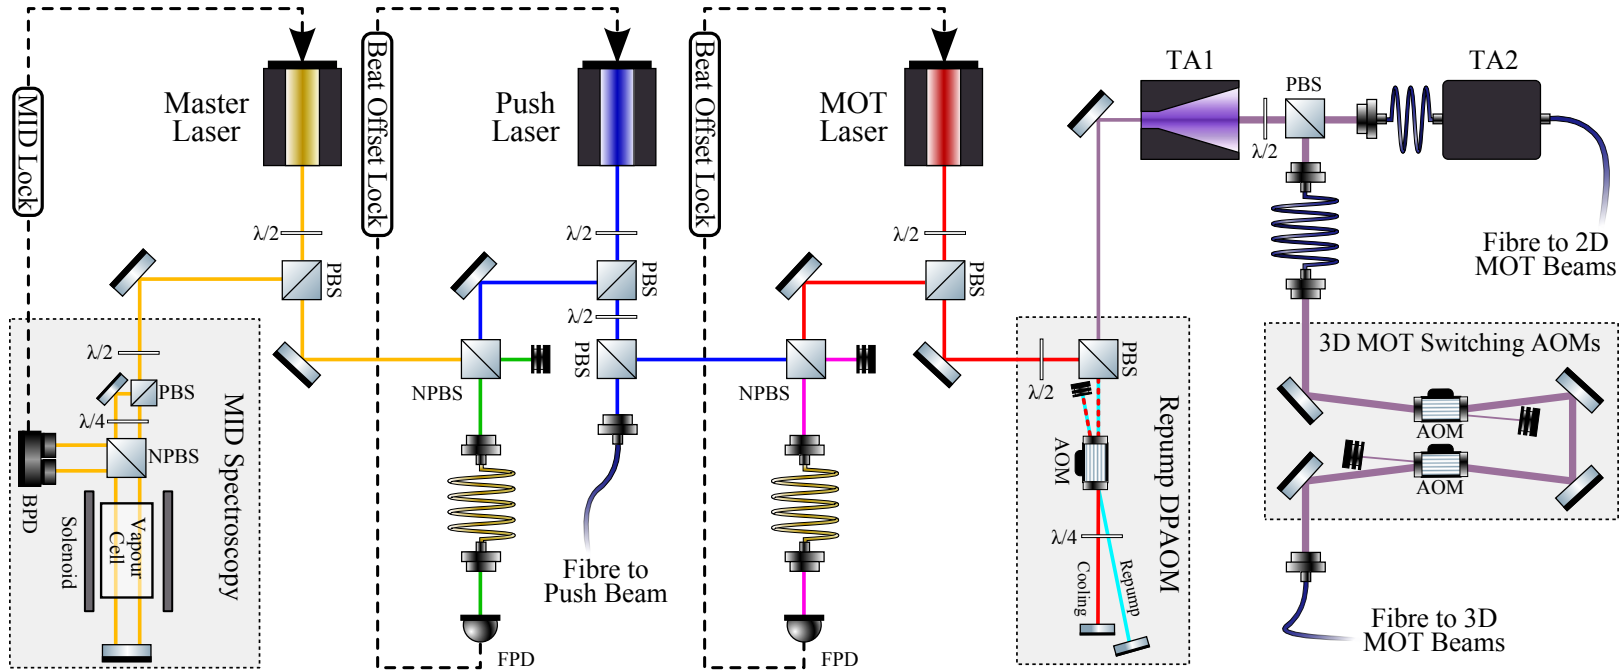 MID Lock
Master
Laser
λ/2
PBS
λ/2
PBS
λ/4
NPBS
BPD
Solenoid
Vapour
Cell
MID Spectroscopy
Beat Offset Lock
Push
Laser
λ/2
PBS
λ/2
PBS
NPBS
FPD
Fibre to
Push Beam
Beat Offset Lock
MOT
Laser
λ/2
PBS
NPBS
FPD
λ/2
PBS
AOM
λ/4
Cooling
Repump
Repump DPAOM
TA1
λ/2
PBS
TA2
Fibre to 2D
MOT Beams
3D MOT Switching AOMs
AOM
AOM
Fibre to 3D
MOT Beams